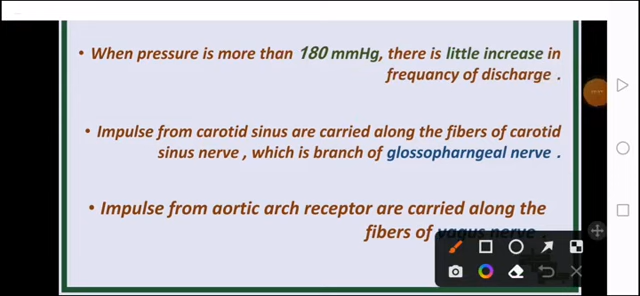 • When pressure is more than 180 mmHg, there is little increase in
frequancy of discharge .
• Impulse from carotid sinus are carried along the fibers of carotid
sinus nerve , which is branch of glossopharngeal nerve .
• Impulse from aortic arch receptor are carried along the
fibers of vagus nerve .